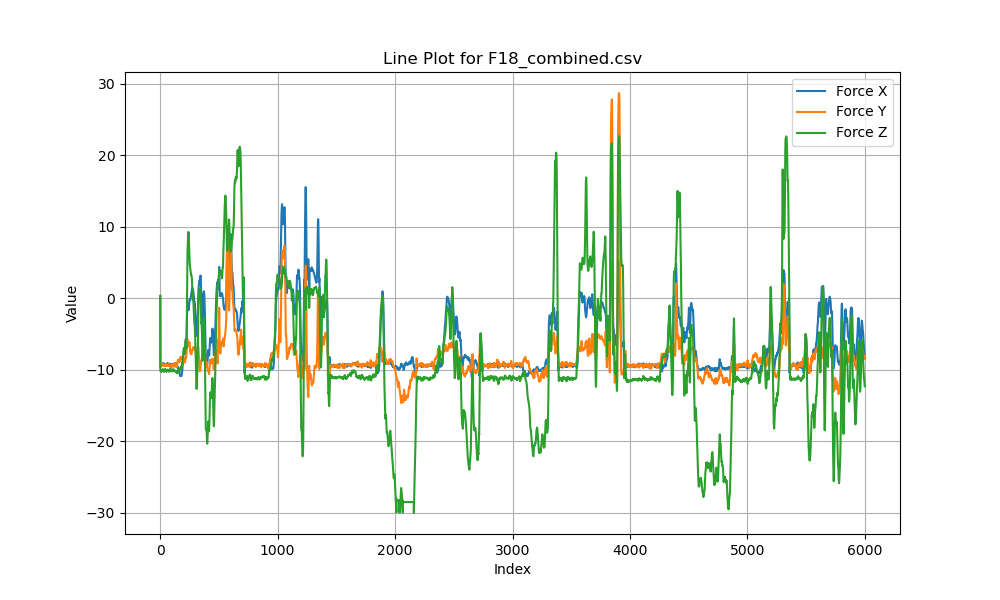 Line Plot for F18_combined.csv
Force X
Force Y
Force Z
Value
30
20
10
0
−10
−20
−30
0 1000 2000 3000 4000 5000 6000
Index